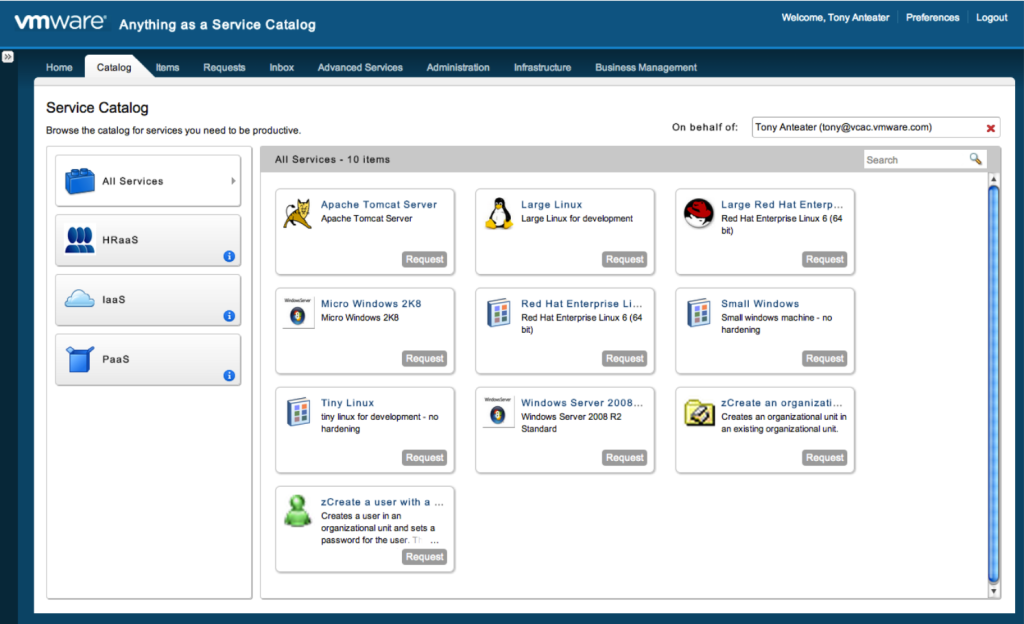 vmware® Anything as a Service Catalog
Welcome, Tony Anteater Preferences Logout
Home Catalog Items Requests Inbox Advanced Services Administration Infrastructure Business Management
Service Catalog
Browse the catalog for services you need to be productive.
On behalf of: Tony Anteater (tony@vcac.vmware.com)
All Services
HRaaS
IaaS
PaaS
All Services - 10 items
Search
Apache Tomcat Server
Apache Tomcat Server
Request
Large Linux
Large Linux for development
Request
Large Red Hat Enterp...
Red Hat Enterprise Linux 6 (64
bit)
Request
WindowsServer
Micro Windows 2K8
Micro Windows 2K8
Request
Red Hat Enterprise Li...
Red Hat Enterprise Linux 6 (64
bit)
Request
Small Windows
Small windows machine - no
hardening
Request
Tiny Linux
tiny linux for development - no
hardening
Request
WindowsServer
Windows Server 2008...
Windows Server 2008 R2
Standard
Request
zCreate an organizati...
Creates an organizational unit in
an existing organizational unit.
Request
zCreate a user with a ...
Creates a user in an
organizational unit and sets a
password for the user. ...
Request